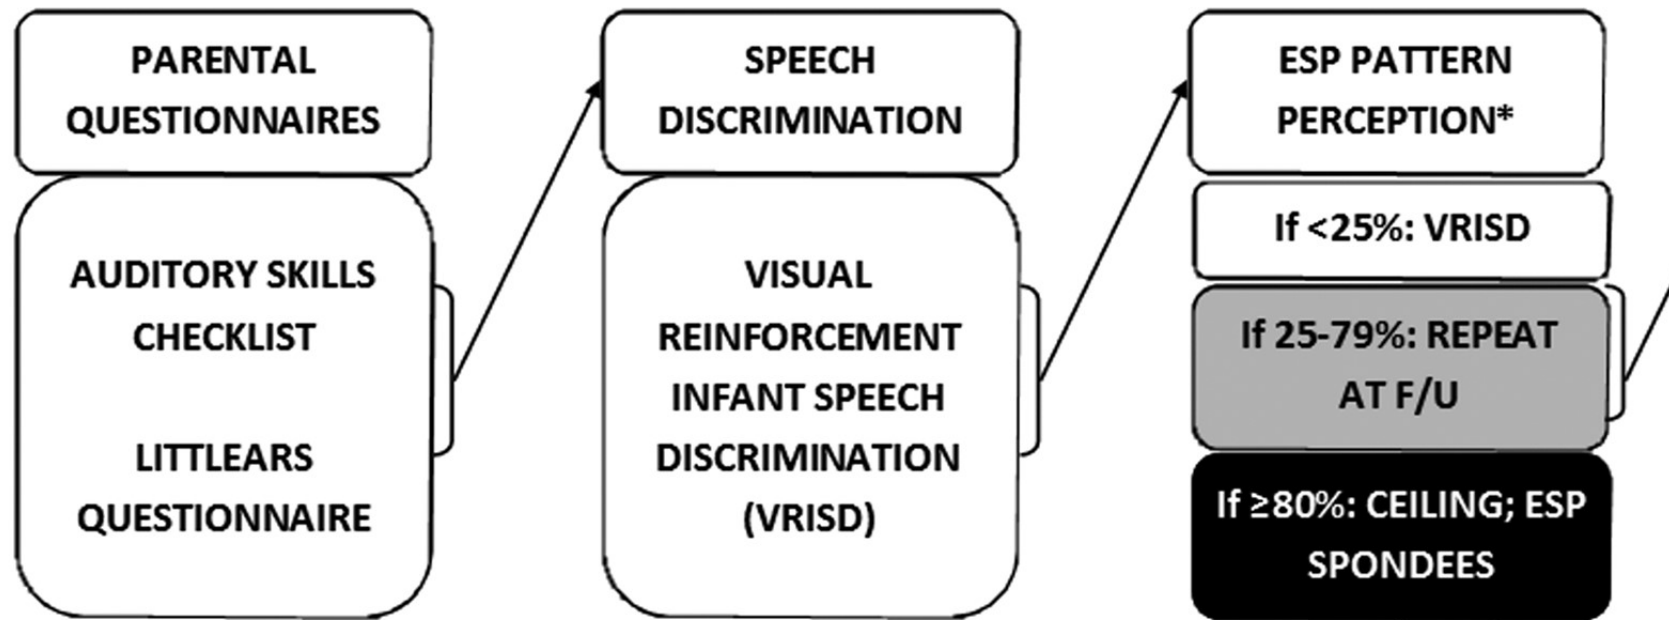 PARENTAL
QUESTIONNAIRES
AUDITORY SKILLS
CHECKLIST
LITTLEARS
QUESTIONNAIRE
SPEECH
DISCRIMINATION
VISUAL
REINFORCEMENT
INFANT SPEECH
DISCRIMINATION
(VRISD)
ESP PATTERN
PERCEPTION*
If <25%: VRISD
If 25-79%: REPEAT
AT F/U
If ≥80%: CEILING; ESP
SPONDEES